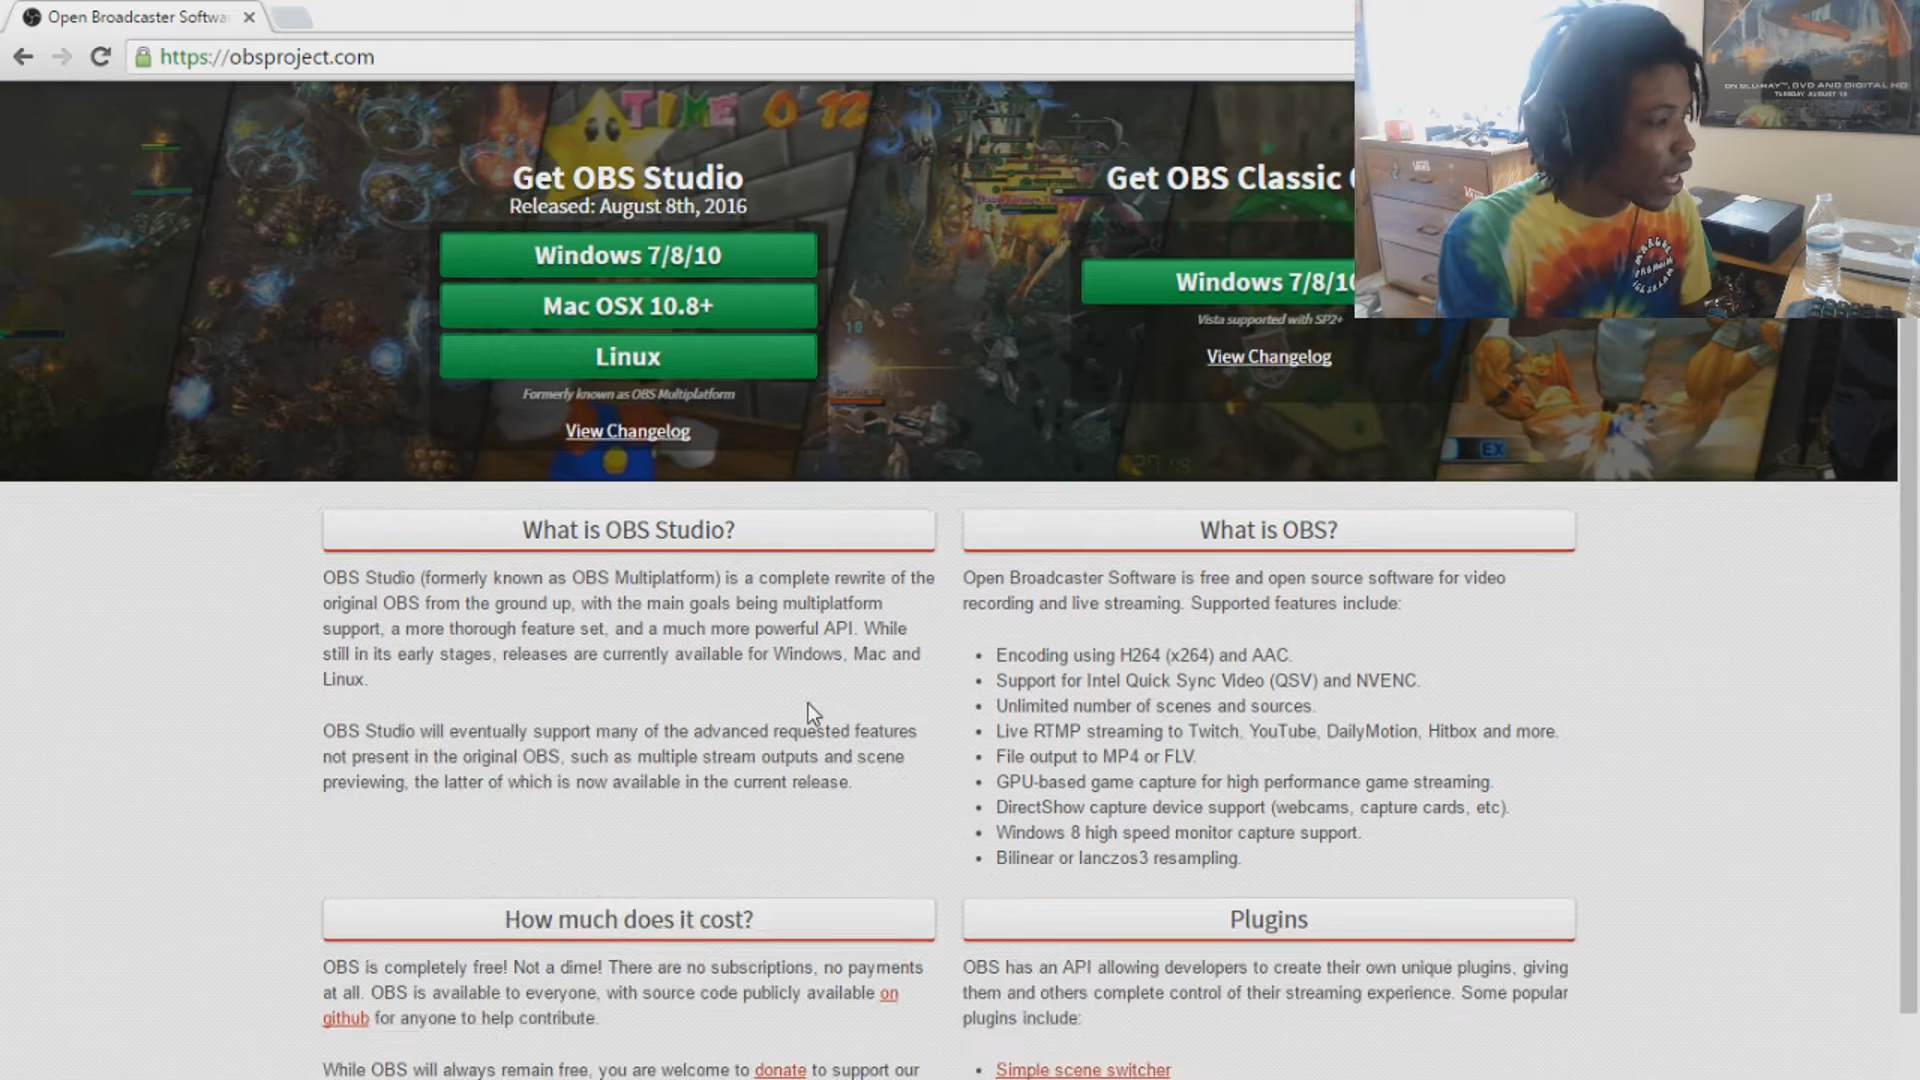 Open Broadcaster Softwa
https://obsproject.com
TIME 0'12
ON BLU-RAY™, DVD AND DIGITAL HD
TUESDAY AUGUST 16
Get OBS Studio
Released: August 8th, 2016
Windows 7/8/10
Mac OSX 10.8+
Linux
Formerly known as OBS Multiplatform
View Changelog
Get OBS Classic
Windows 7/8/10
Vista supported with SP2+
View Changelog
EX
What is OBS Studio?
OBS Studio (formerly known as OBS Multiplatform) is a complete rewrite of the
original OBS from the ground up, with the main goals being multiplatform
support, a more thorough feature set, and a much more powerful API. While
still in its early stages, releases are currently available for Windows, Mac and
Linux.
OBS Studio will eventually support many of the advanced requested features
not present in the original OBS, such as multiple stream outputs and scene
previewing, the latter of which is now available in the current release.
What is OBS?
Open Broadcaster Software is free and open source software for video
recording and live streaming. Supported features include:
• Encoding using H264 (x264) and AAC.
• Support for Intel Quick Sync Video (QSV) and NVENC.
• Unlimited number of scenes and sources.
• Live RTMP streaming to Twitch, YouTube, DailyMotion, Hitbox and more.
• File output to MP4 or FLV.
• GPU-based game capture for high performance game streaming.
• DirectShow capture device support (webcams, capture cards, etc).
• Windows 8 high speed monitor capture support.
• Bilinear or lanczos3 resampling.
How much does it cost?
OBS is completely free! Not a dime! There are no subscriptions, no payments
at all. OBS is available to everyone, with source code publicly available on
github for anyone to help contribute.
While OBS will always remain free, you are welcome to donate to support our
Plugins
OBS has an API allowing developers to create their own unique plugins, giving
them and others complete control of their streaming experience. Some popular
plugins include:
• Simple scene switcher